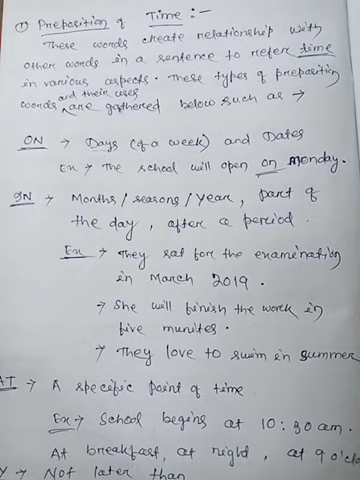 ① Preposition of Time :-
These words create relationship with
other words in a sentence to refer time
in various aspects. These types of preposition
and their uses
words are gathered below such as →
ON → Days (of a week) and Dates
Ex → The school will open on monday.
IN → Months / seasons / Year, part of
the day, after a period.
Ex → They sat for the examination
in March 2019.
→ She will finish the work in
five munites.
→ They love to swim in summer
AT → A specific point of time.
Ex → School begins at 10:30 am.
At breakfast, at night, at 9 o'clo
Y → Not later than